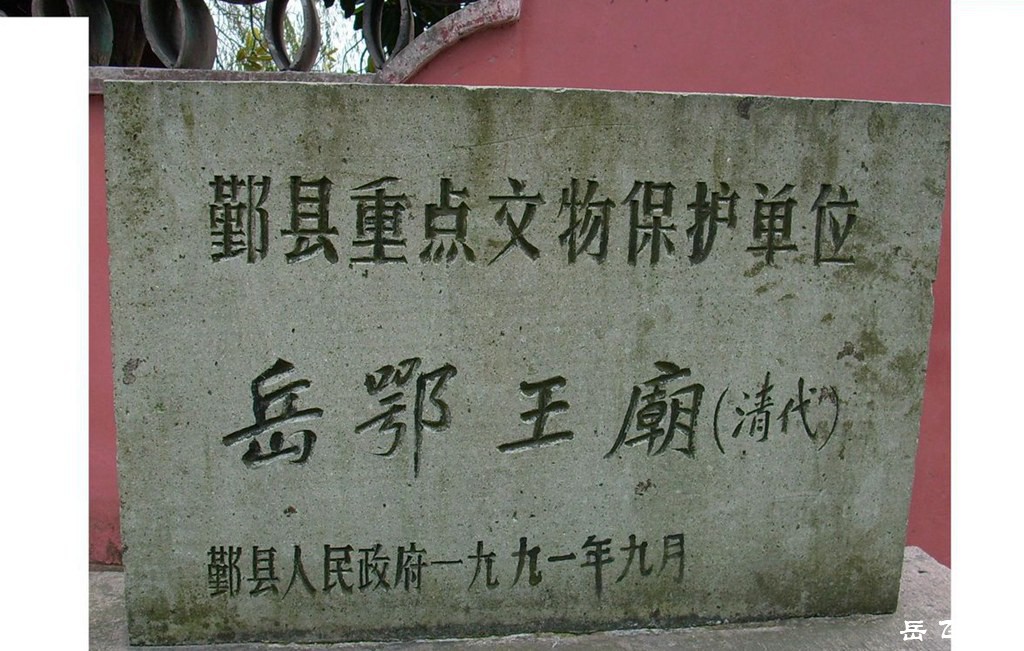 鄞县重点文物保护单位
岳鄂王廟(清代)
鄞县人民政府一九九一年九月
岳